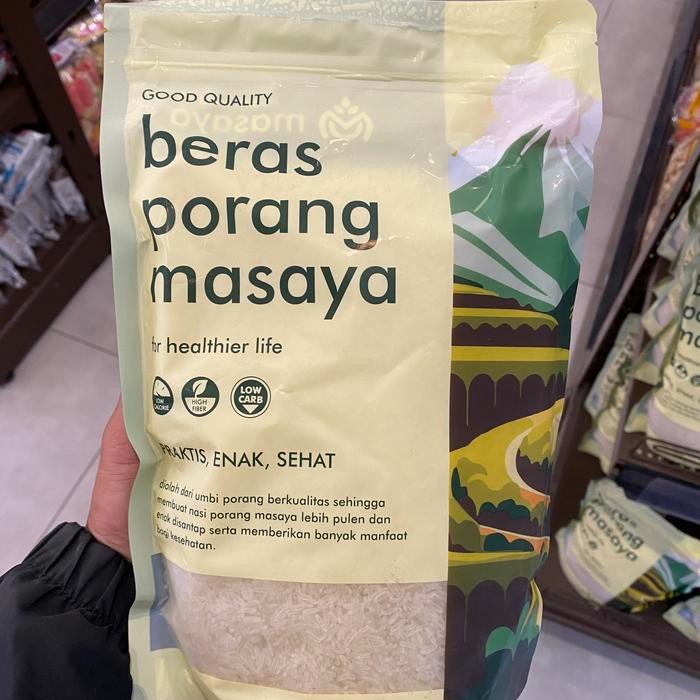 GOOD QUALITY
masaya
beras
porang
masaya
for healthier life
LOW
CALORIE
HIGH
FIBER
LOW
CARB
PRAKTIS, ENAK, SEHAT
diolah dari umbi porang berkualitas sehingga
membuat nasi porang masaya lebih pulen dan
enak disantap serta memberikan banyak manfaat
bagi kesehatan.
porang
masaya